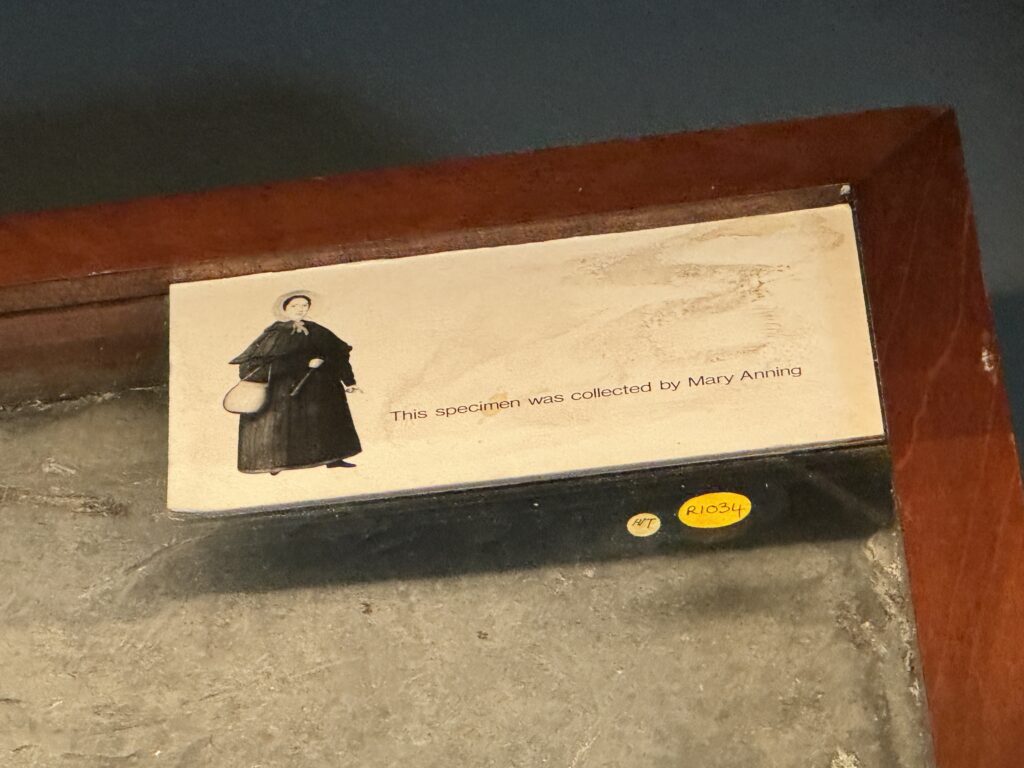 This specimen was collected by Mary Anning
H/T
R1034